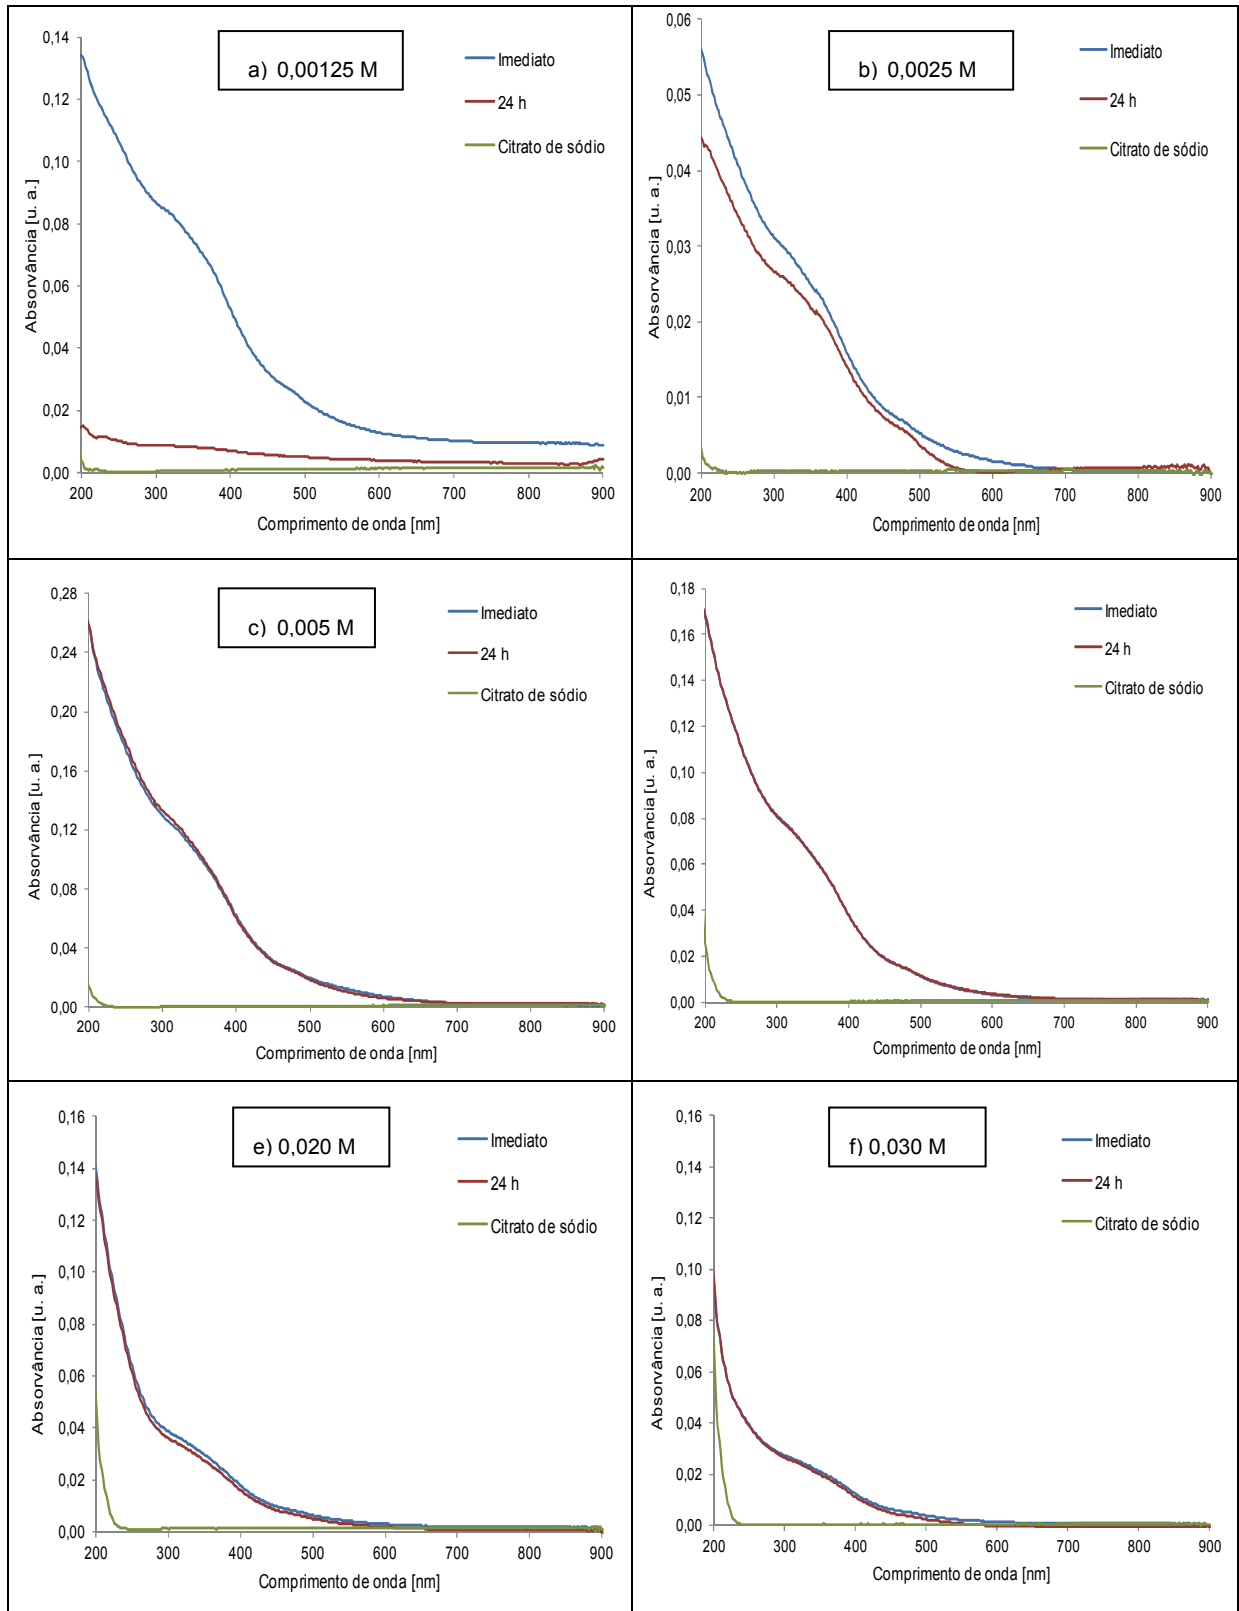 a) 0,00125 M
Imediato
24 h
Citrato de sódio
Absorvância [u. a.]
0,14
0,12
0,10
0,08
0,06
0,04
0,02
0,00
200 300 400 500 600 700 800 900
Comprimento de onda [nm]
b) 0,0025 M
Imediato
24 h
Citrato de sódio
Absorvância [u. a.]
0,06
0,05
0,04
0,03
0,02
0,01
0,00
200 300 400 500 600 700 800 900
Comprimento de onda [nm]
c) 0,005 M
Imediato
24 h
Citrato de sódio
Absorvância [u. a.]
0,28
0,24
0,20
0,16
0,12
0,08
0,04
0,00
200 300 400 500 600 700 800 900
Comprimento de onda [nm]
Imediato
24 h
Citrato de sódio
Absorvância [u. a.]
0,18
0,16
0,14
0,12
0,10
0,08
0,06
0,04
0,02
0,00
200 300 400 500 600 700 800 900
Comprimento de onda [nm]
e) 0,020 M
Imediato
24 h
Citrato de sódio
Absorvância [u. a.]
0,16
0,14
0,12
0,10
0,08
0,06
0,04
0,02
0,00
200 300 400 500 600 700 800 900
Comprimento de onda [nm]
f) 0,030 M
Imediato
24 h
Citrato de sódio
Absorvância [u. a.]
0,16
0,14
0,12
0,10
0,08
0,06
0,04
0,02
0,00
200 300 400 500 600 700 800 900
Comprimento de onda [nm]